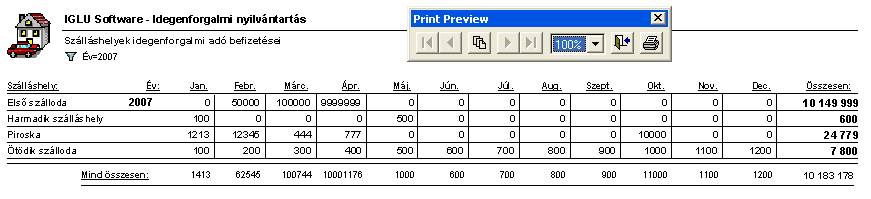 IGLU Software - Idegenforgalmi nyilvántartás
Szálláshelyek idegenforgalmi adó befizetései
Év=2007
Print Preview
100%
Szálláshely: Év: Jan. Febr. Márc. Ápr. Máj. Jún. Júl. Aug. Szept. Okt. Nov. Dec. Összesen:
Első szálloda 2007 0 50000 100000 9999999 0 0 0 0 0 0 0 0 10 149 999
Harmadik szálláshely 100 0 0 0 500 0 0 0 0 0 0 0 600
Piroska 1213 12345 444 777 0 0 0 0 0 10000 0 0 24 779
Ötödik szálloda 100 200 300 400 500 600 700 800 900 1000 1100 1200 7 800
Mind összesen: 1413 62545 100744 10001176 1000 600 700 800 900 11000 1100 1200 10 183 178